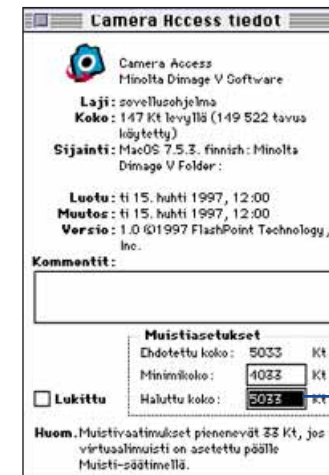 Camera Access tiedot
Camera Access
Minolta Dimage V Software
Laji: sovellusohjelma
Koko: 147 Kt levyllä (149 522 tavua
käytetty)
Sijainti: MacOS 7.5.3. finnish: Minolta
Dimage V Folder:
Luotu: ti 15. huhti 1997, 12:00
Muutos: ti 15. huhti 1997, 12:00
Versio: 1.0 ©1997 FlashPoint Technology,
Inc.
Kommentit:
Muistiasetukset
Ehdotettu koko: 5033 Kt
Minimikoko: 4033 Kt
Lukittu
Haluttu koko: 5033 Kt
Huom. Muistivaatimukset pienenevät 33 Kt, jos
virtuaalimuisti on asetettu päälle
Muisti-säätimellä.